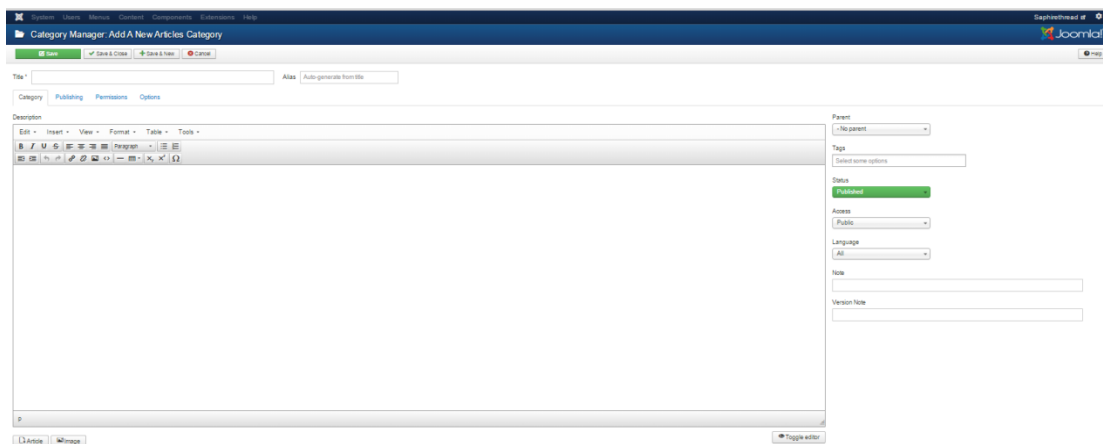 System Users Menus Content Components Extensions Help
Saphirethread
Category Manager: Add A New Articles Category
Joomla!
Save
Save & Close
Save & New
Cancel
Help
Title *
Alias Auto-generate from title
Category Publishing Permissions Options
Description
Edit Insert View Format Table Tools
B I U S Paragraph
x, x² Ω
P
Article Image
Toggle editor
Parent
- No parent
Tags
Select some options
Status
Published
Access
Public
Language
All
Note
Version Note